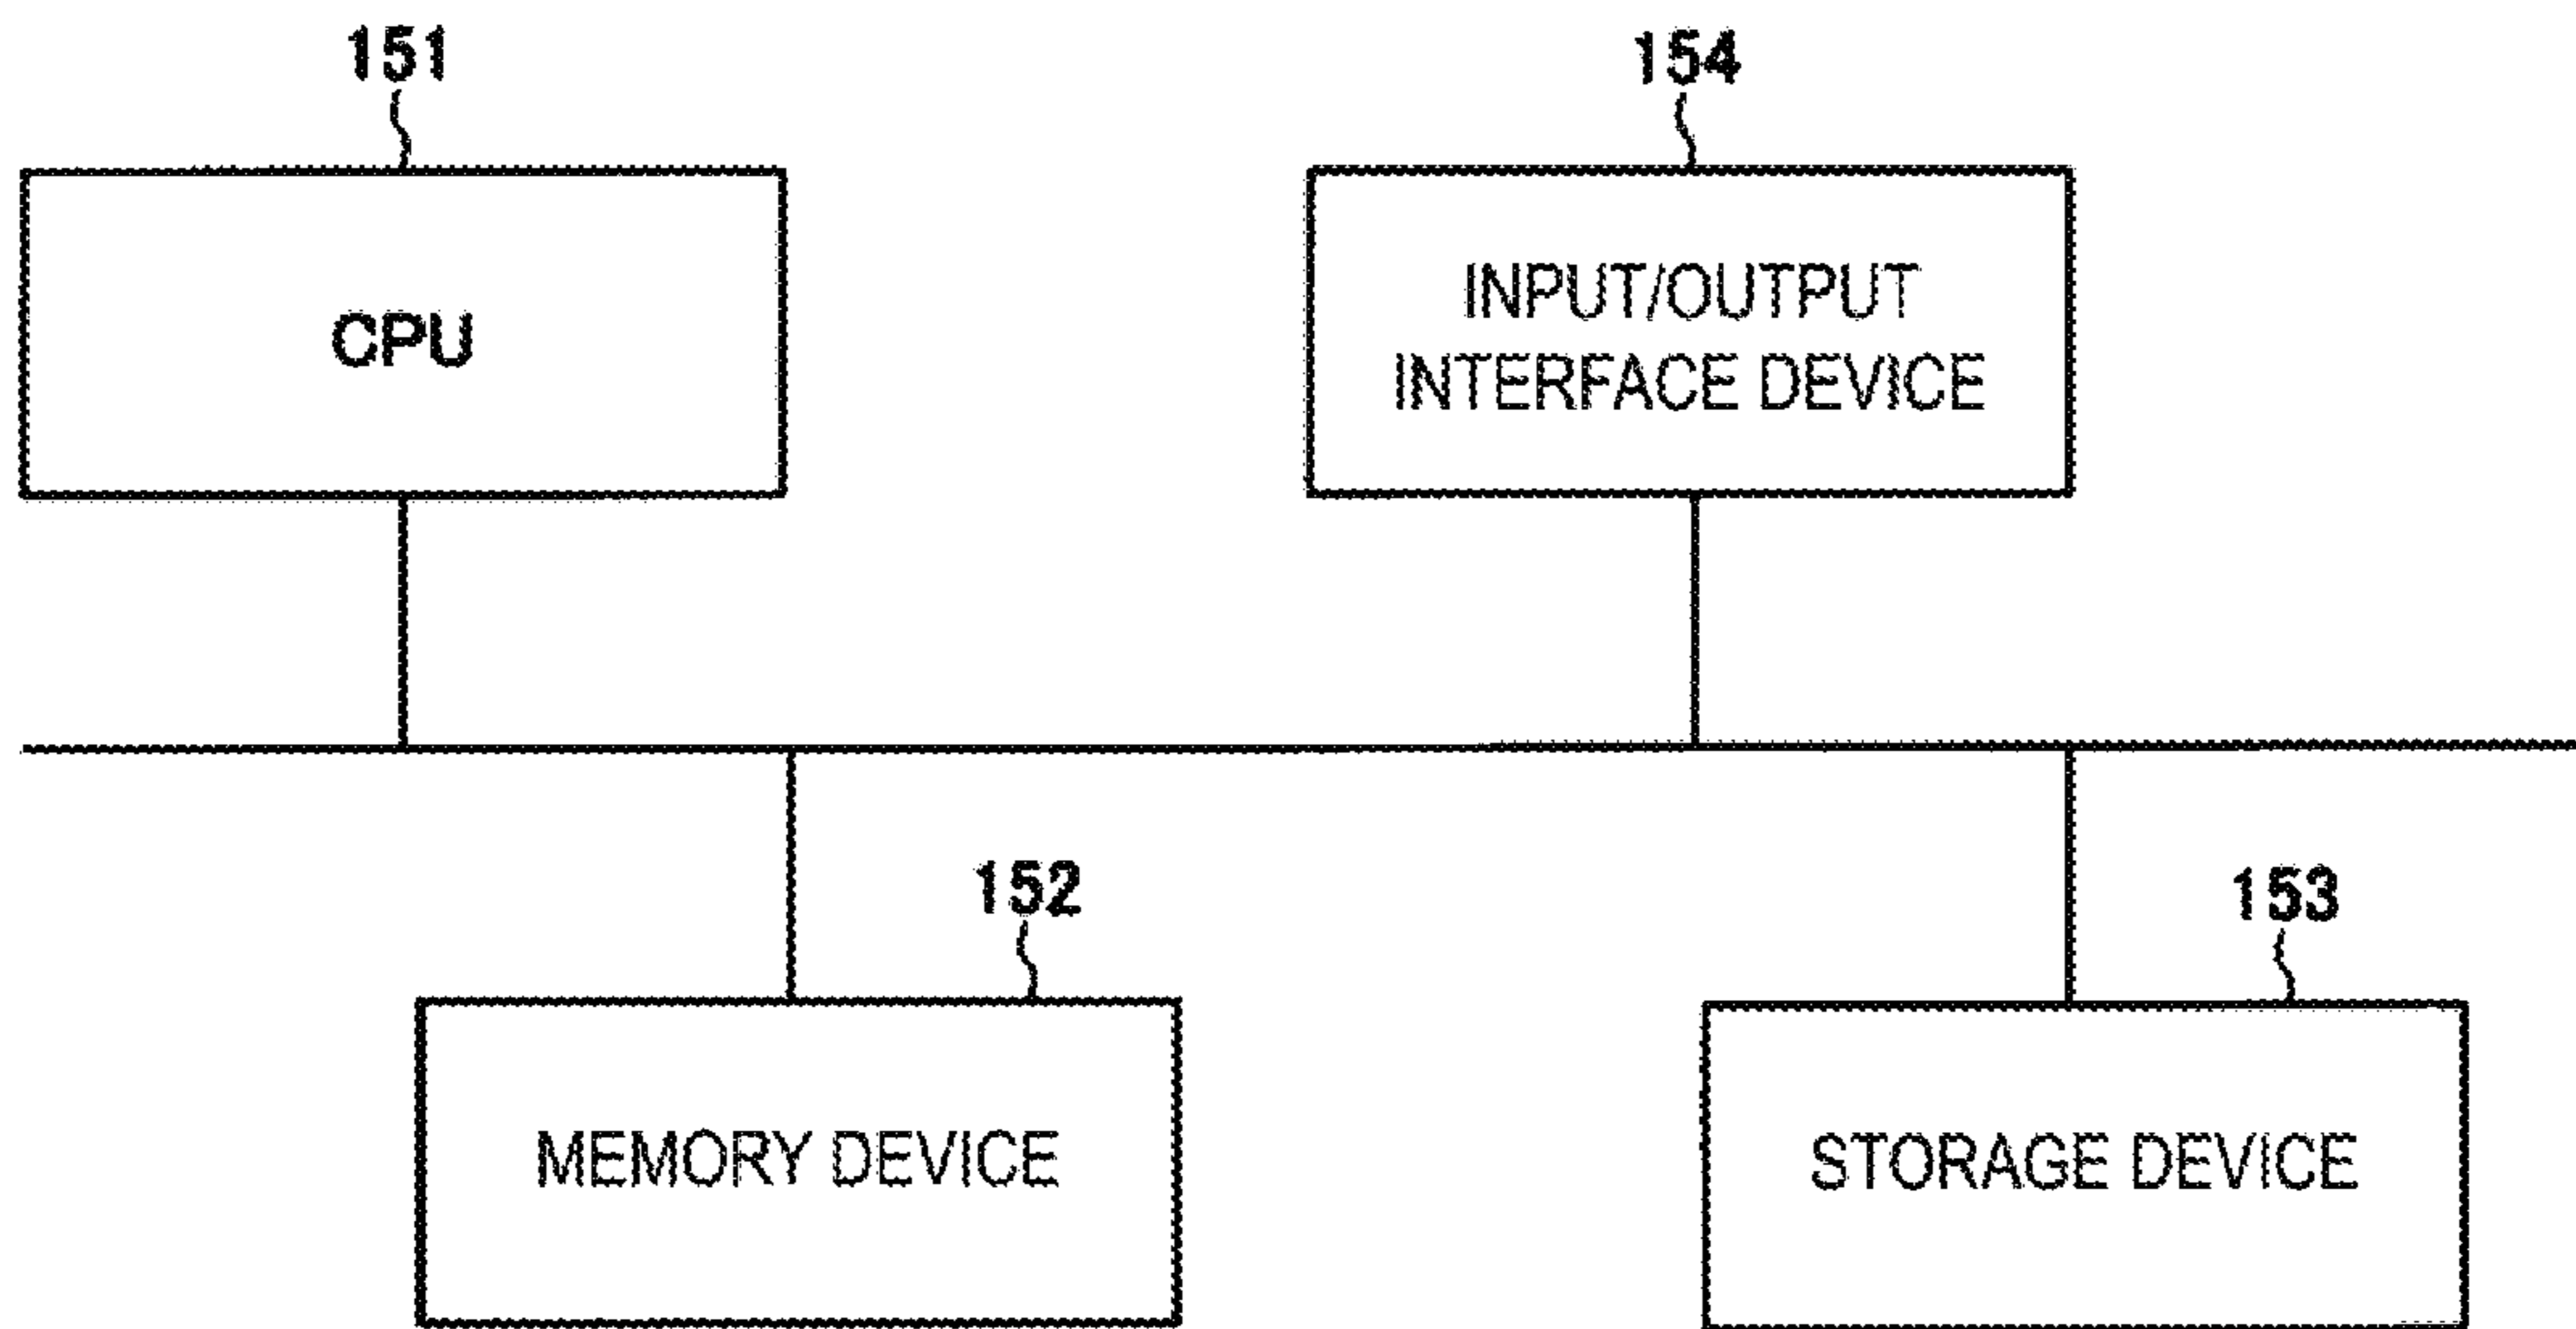 151
154
CPU
INPUT/OUTPUT
INTERFACE DEVICE
152
153
MEMORY DEVICE
STORAGE DEVICE